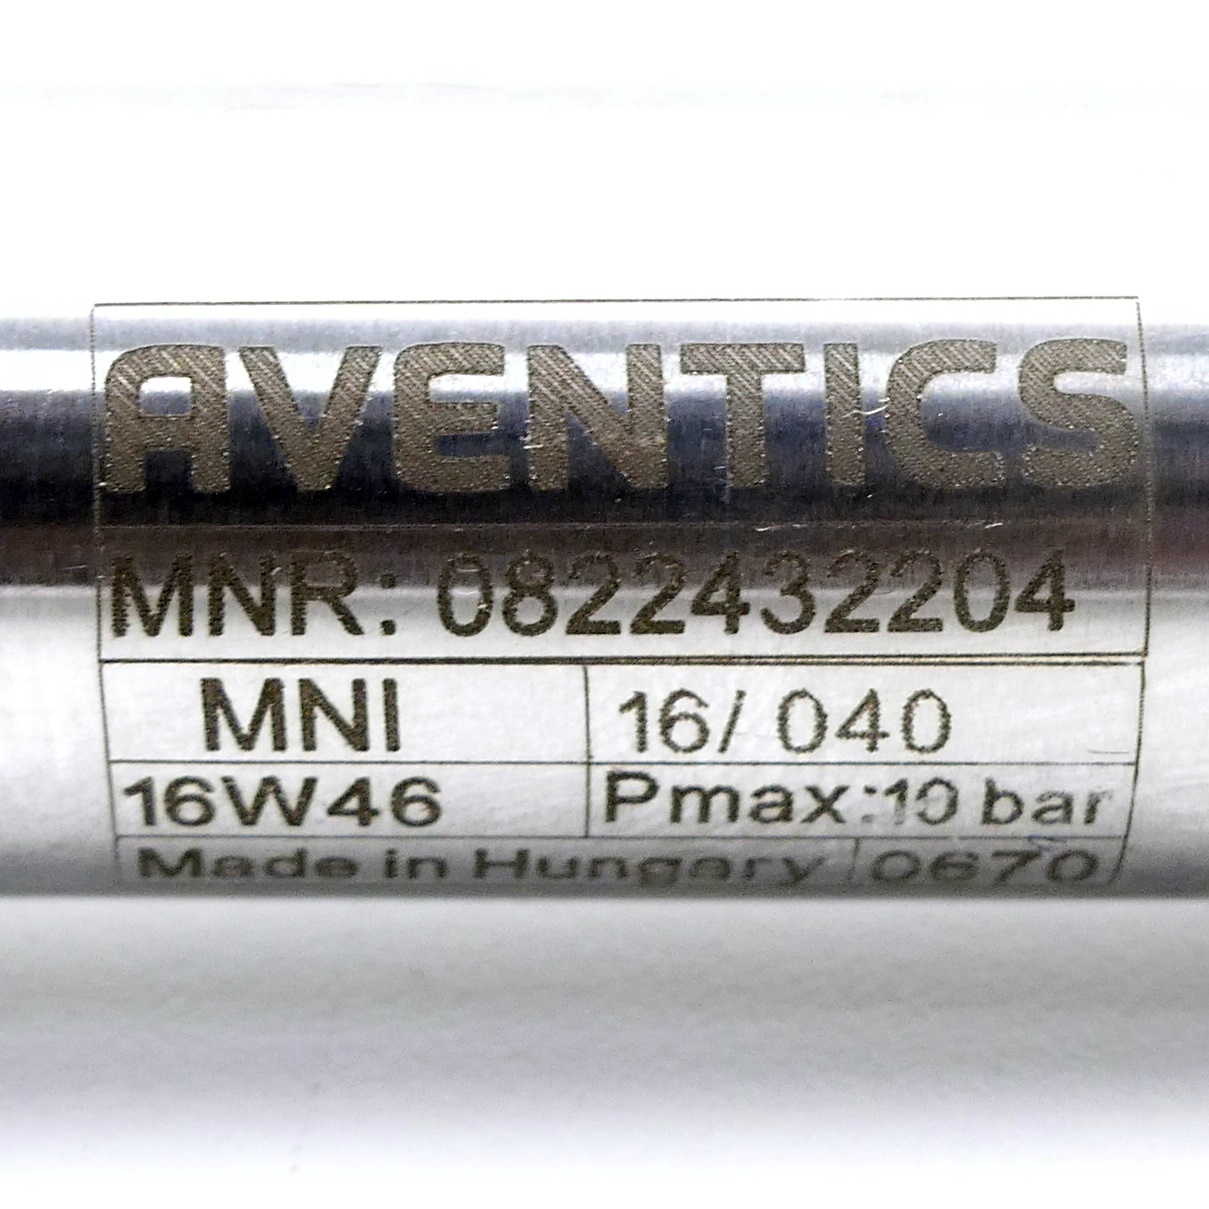 AVENTICS
MNR: 0822432204
MNI 16/ 040
16W46 Pmax:10 bar
Made in Hungary 0670